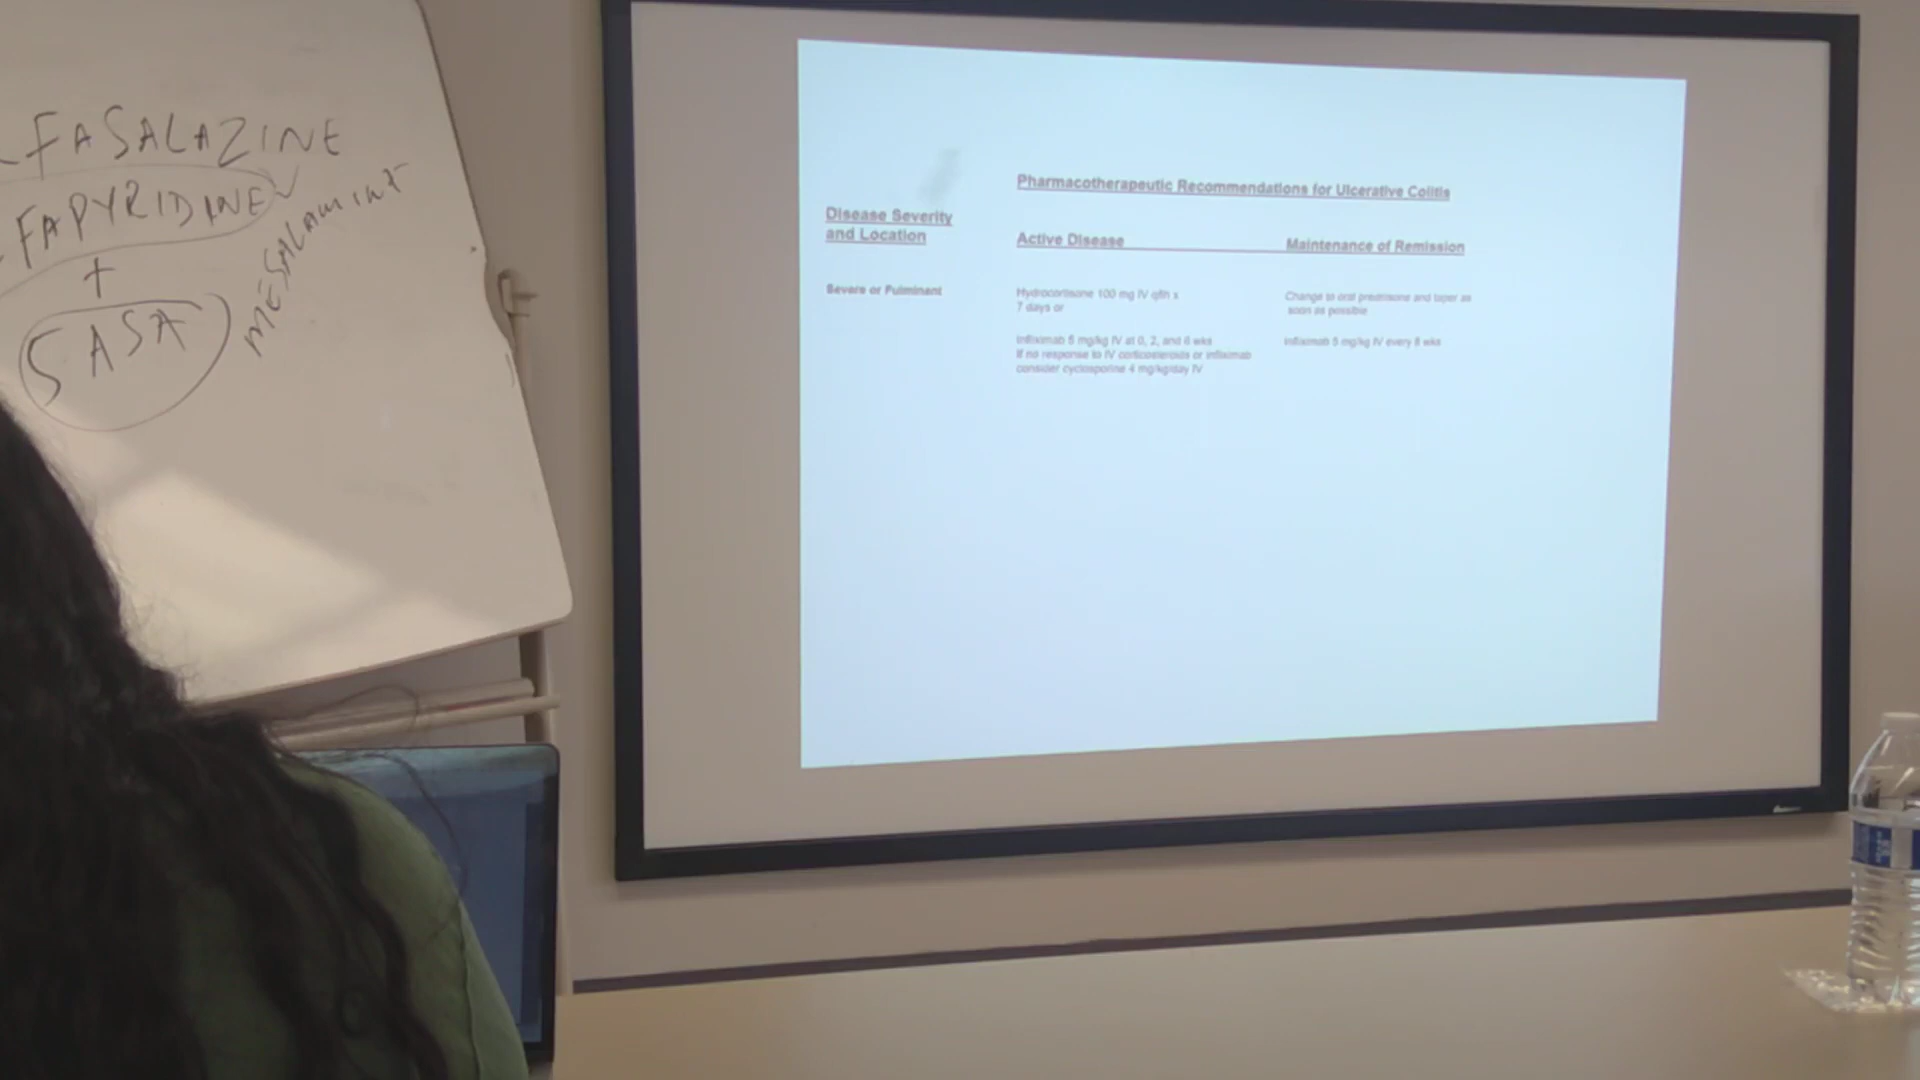 FASALAZINE
FAPYRIDINE
+
5 ASA
MESALAMINE
Pharmacotherapeutic Recommendations for Ulcerative Colitis
Disease Severity
and Location
Active Disease
Maintenance of Remission
Severe or Fulminant
Hydrocortisone 100 mg IV q8h x
7 days or
Change to oral prednisone and taper as
soon as possible
Infliximab 5 mg/kg IV at 0, 2, and 6 wks
If no response to IV corticosteroids or infliximab
consider cyclosporine 4 mg/kg/day IV
Infliximab 5 mg/kg IV every 8 wks